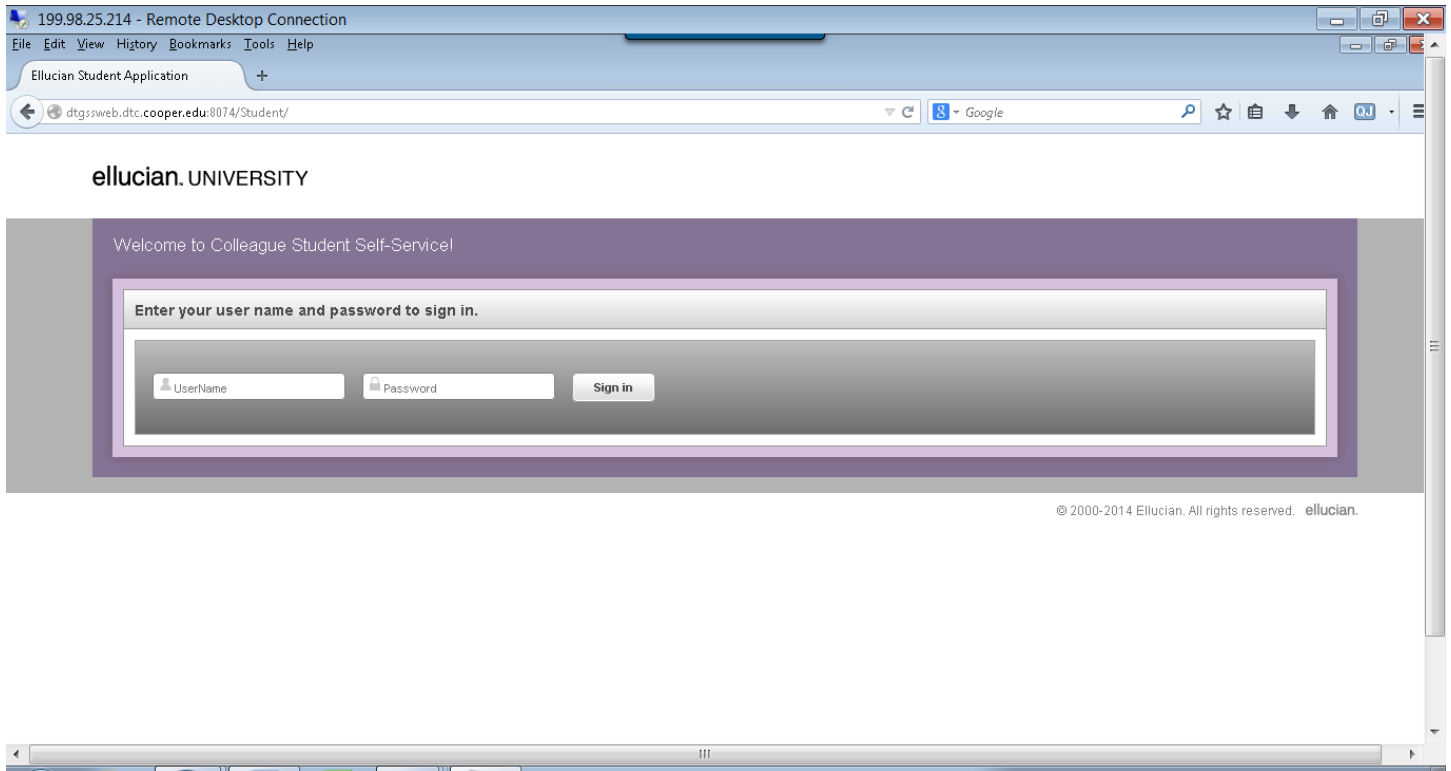 199.98.25.214 - Remote Desktop Connection
File Edit View History Bookmarks Tools Help
Ellucian Student Application +
dtgssweb.dtc.cooper.edu:8074/Student/ Google QJ
ellucian. UNIVERSITY
Welcome to Colleague Student Self-Service!
Enter your user name and password to sign in.
UserName Password Sign in
© 2000-2014 Ellucian. All rights reserved. ellucian.